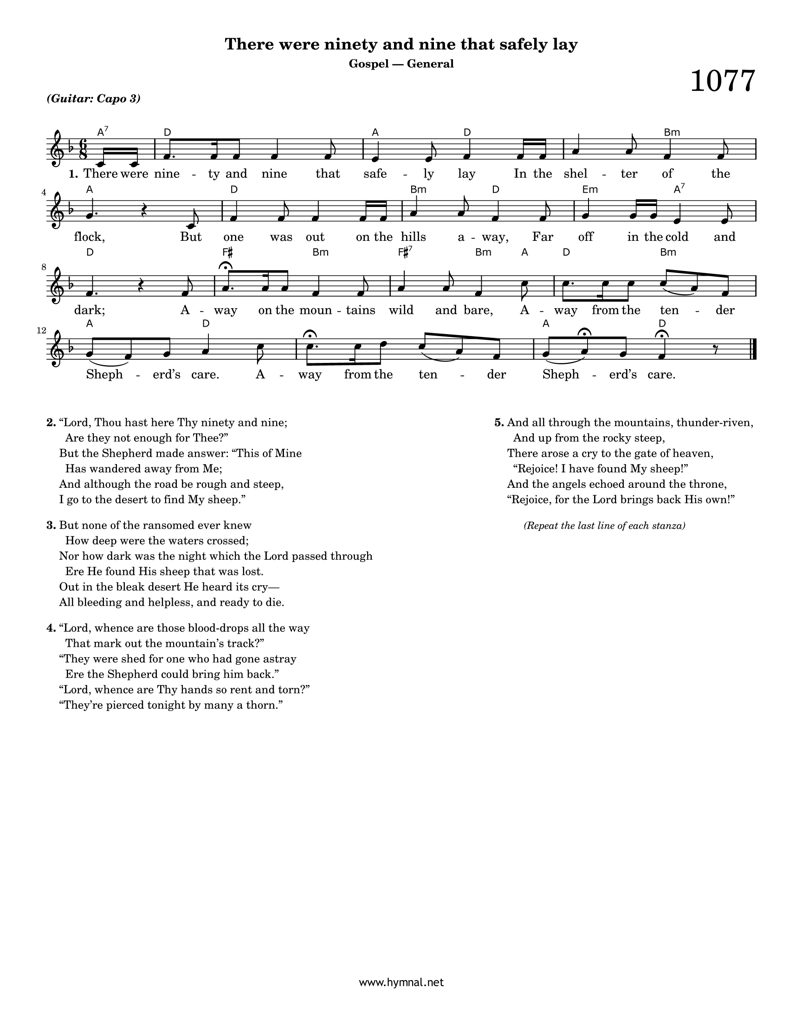 There were ninety and nine that safely lay
Gospel — General
1077
(Guitar: Capo 3)
A7 D A D Bm
6
8
1. There were nine - ty and nine that safe - ly lay In the shel - ter of the
4
A D Bm D Em A7
flock, But one was out on the hills a - way, Far off in the cold and
8
D F# Bm F#7 Bm A D Bm
dark; A - way on the moun - tains wild and bare, A - way from the ten - der
12
A D A D
Sheph - erd's care. A - way from the ten - der Sheph - erd's care.
2. “Lord, Thou hast here Thy ninety and nine;
Are they not enough for Thee?”
But the Shepherd made answer: “This of Mine
Has wandered away from Me;
And although the road be rough and steep,
I go to the desert to find My sheep.”
3. But none of the ransomed ever knew
How deep were the waters crossed;
Nor how dark was the night which the Lord passed through
Ere He found His sheep that was lost.
Out in the bleak desert He heard its cry—
All bleeding and helpless, and ready to die.
4. “Lord, whence are those blood-drops all the way
That mark out the mountain’s track?”
“They were shed for one who had gone astray
Ere the Shepherd could bring him back.”
“Lord, whence are Thy hands so rent and torn?”
“They’re pierced tonight by many a thorn.”
5. And all through the mountains, thunder-riven,
And up from the rocky steep,
There arose a cry to the gate of heaven,
“Rejoice! I have found My sheep!”
And the angels echoed around the throne,
“Rejoice, for the Lord brings back His own!”
(Repeat the last line of each stanza)
www.hymnal.net